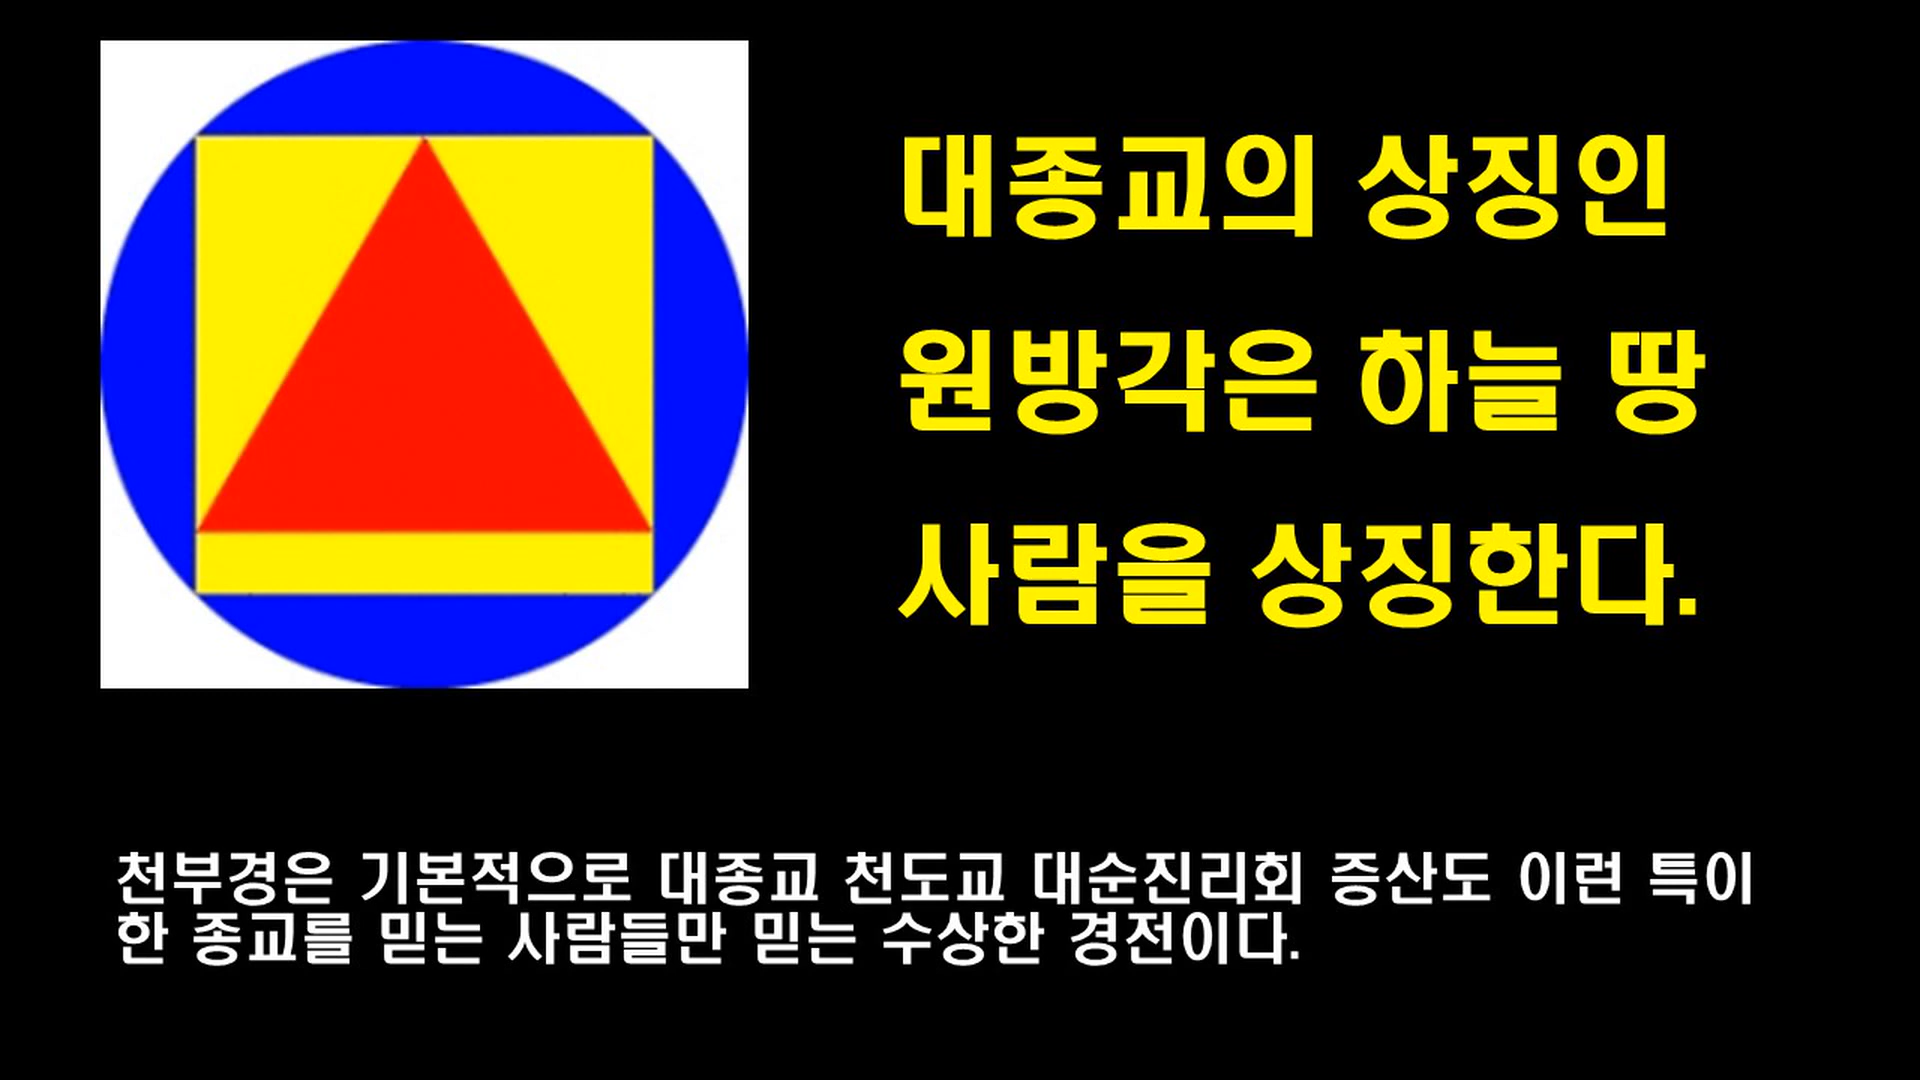 대종교의 상징인
원방각은 하늘 땅
사람을 상징한다.
천부경은 기본적으로 대종교 천도교 대순진리회 증산도 이런 특이
한 종교를 믿는 사람들만 믿는 수상한 경전이다.